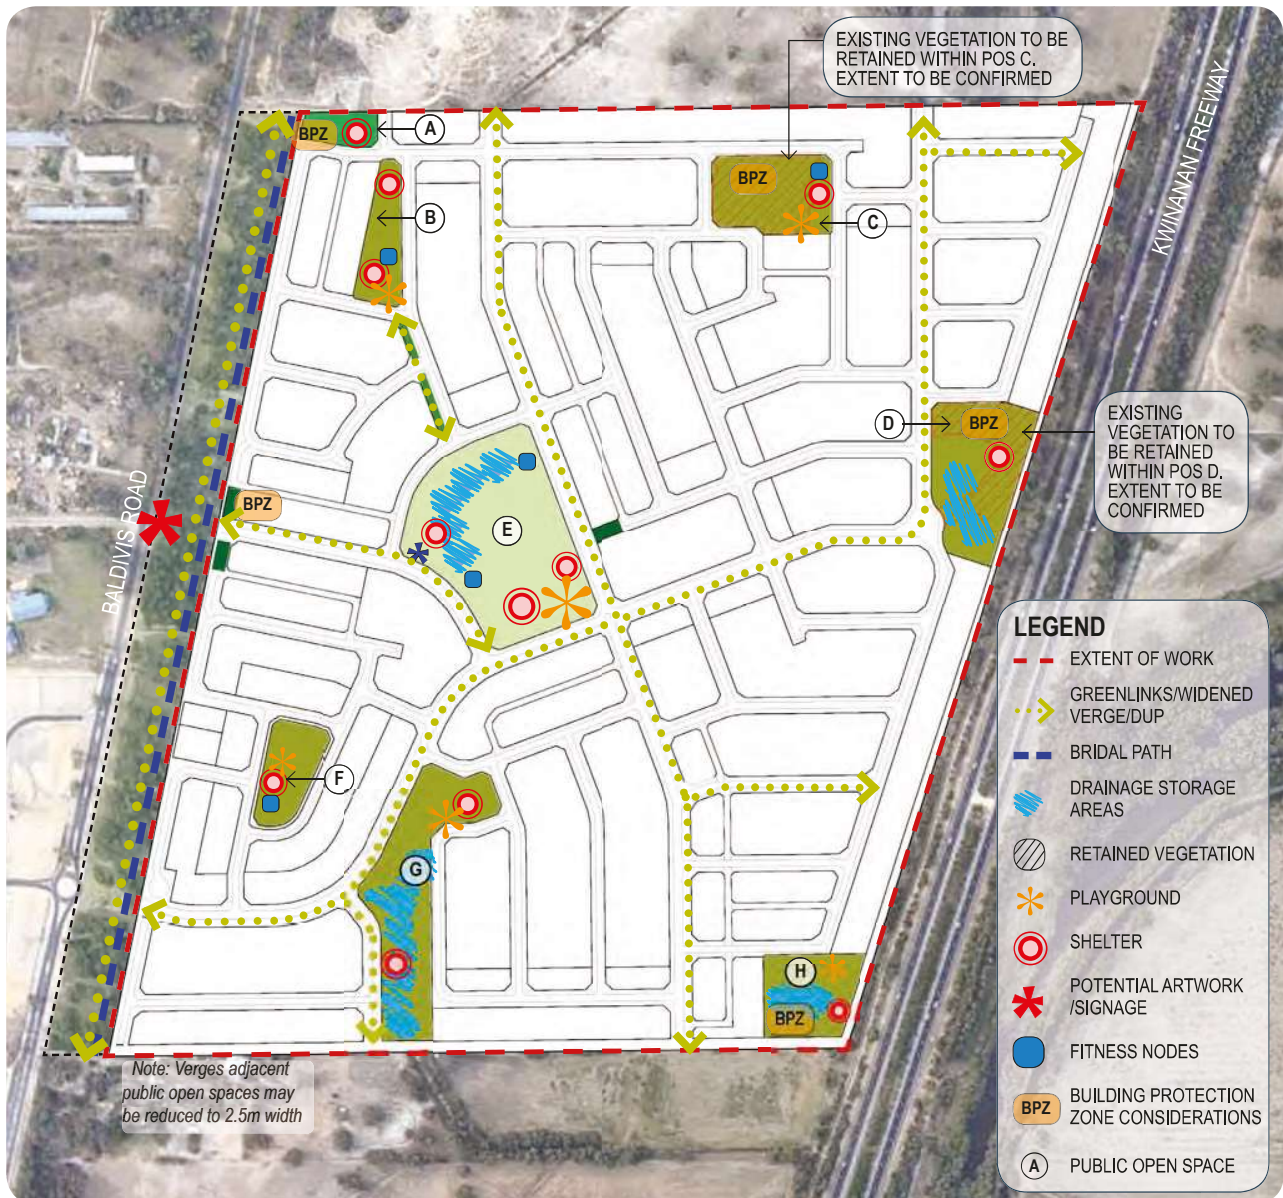 EXISTING VEGETATION TO BE
RETAINED WITHIN POS C.
EXTENT TO BE CONFIRMED
KWINANAN FREEWAY
BPZ
A
B
BPZ
C
D
BPZ
EXISTING
VEGETATION TO
BE RETAINED
WITHIN POS D.
EXTENT TO BE
CONFIRMED
BALDIVIS ROAD
BPZ
E
F
G
H
BPZ
Note: Verges adjacent
public open spaces may
be reduced to 2.5m width
LEGEND
EXTENT OF WORK
GREENLINKS/WIDENED
VERGE/DUP
BRIDAL PATH
DRAINAGE STORAGE
AREAS
RETAINED VEGETATION
PLAYGROUND
SHELTER
POTENTIAL ARTWORK
/SIGNAGE
FITNESS NODES
BPZ
BUILDING PROTECTION
ZONE CONSIDERATIONS
A
PUBLIC OPEN SPACE